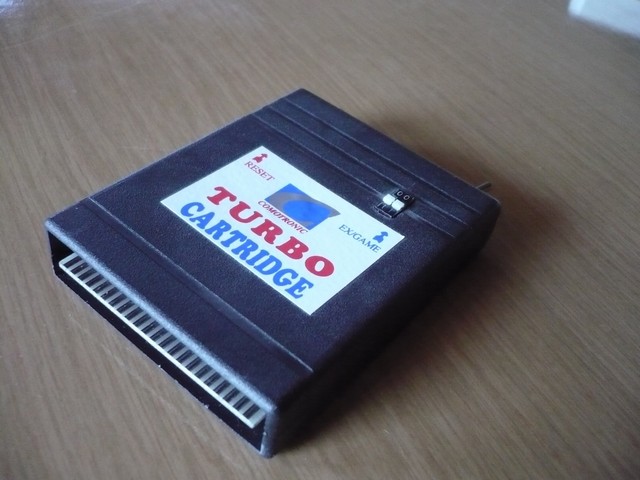 RESET
COMOTRONIC
EX/GAME
TURBO
CARTRIDGE